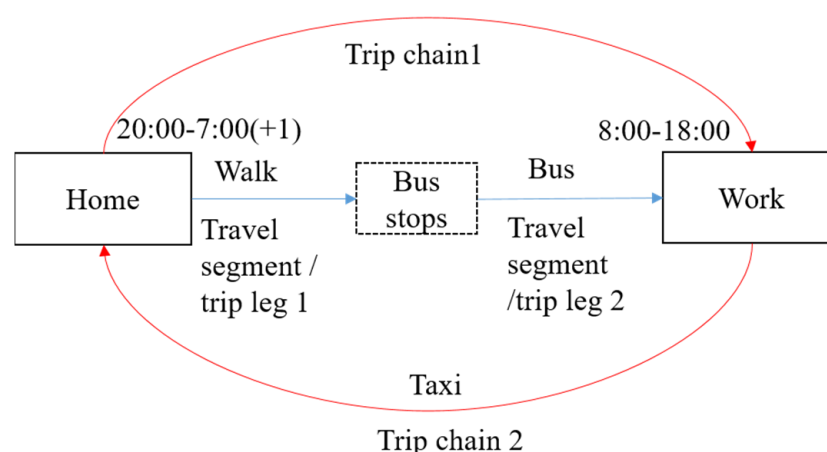 Trip chain1
20:00-7:00(+1)
8:00-18:00
Home
Walk
Bus
stops
Bus
Work
Travel
segment /
trip leg 1
Travel
segment
/trip leg 2
Taxi
Trip chain 2